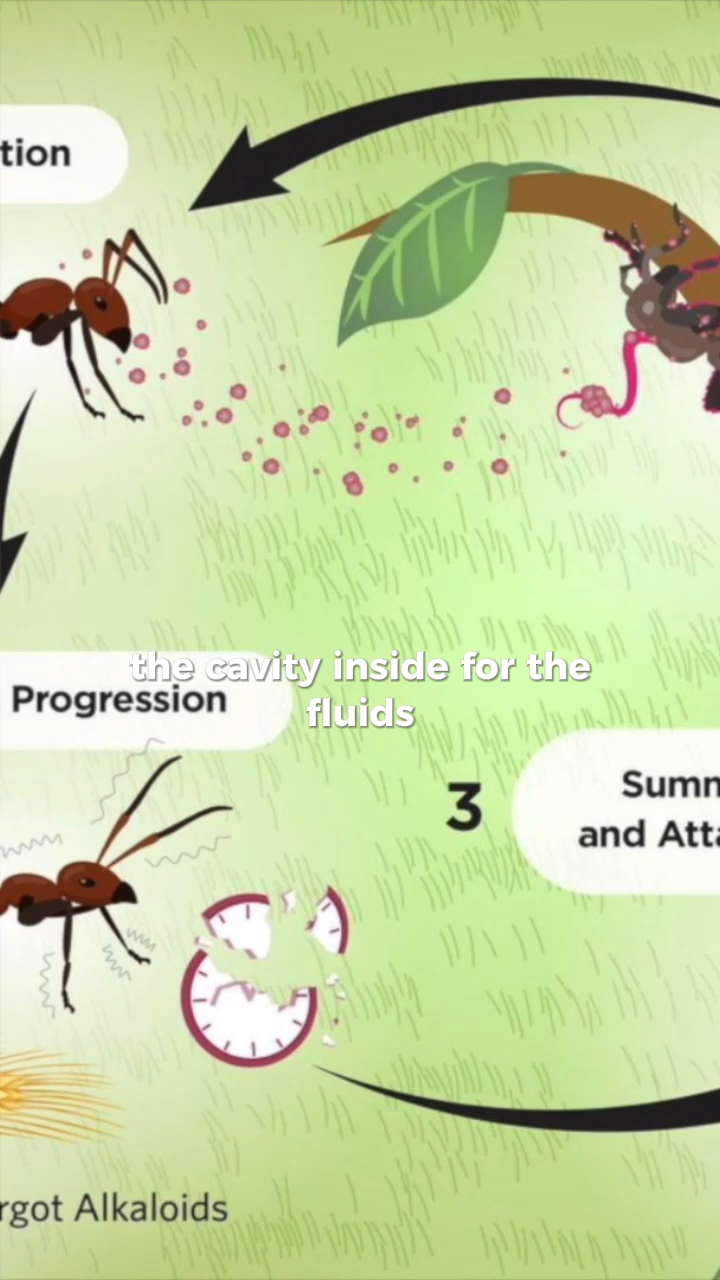 tion
the cavity inside for the
fluids
Progression
3
Summ
and Atta
rgot Alkaloids